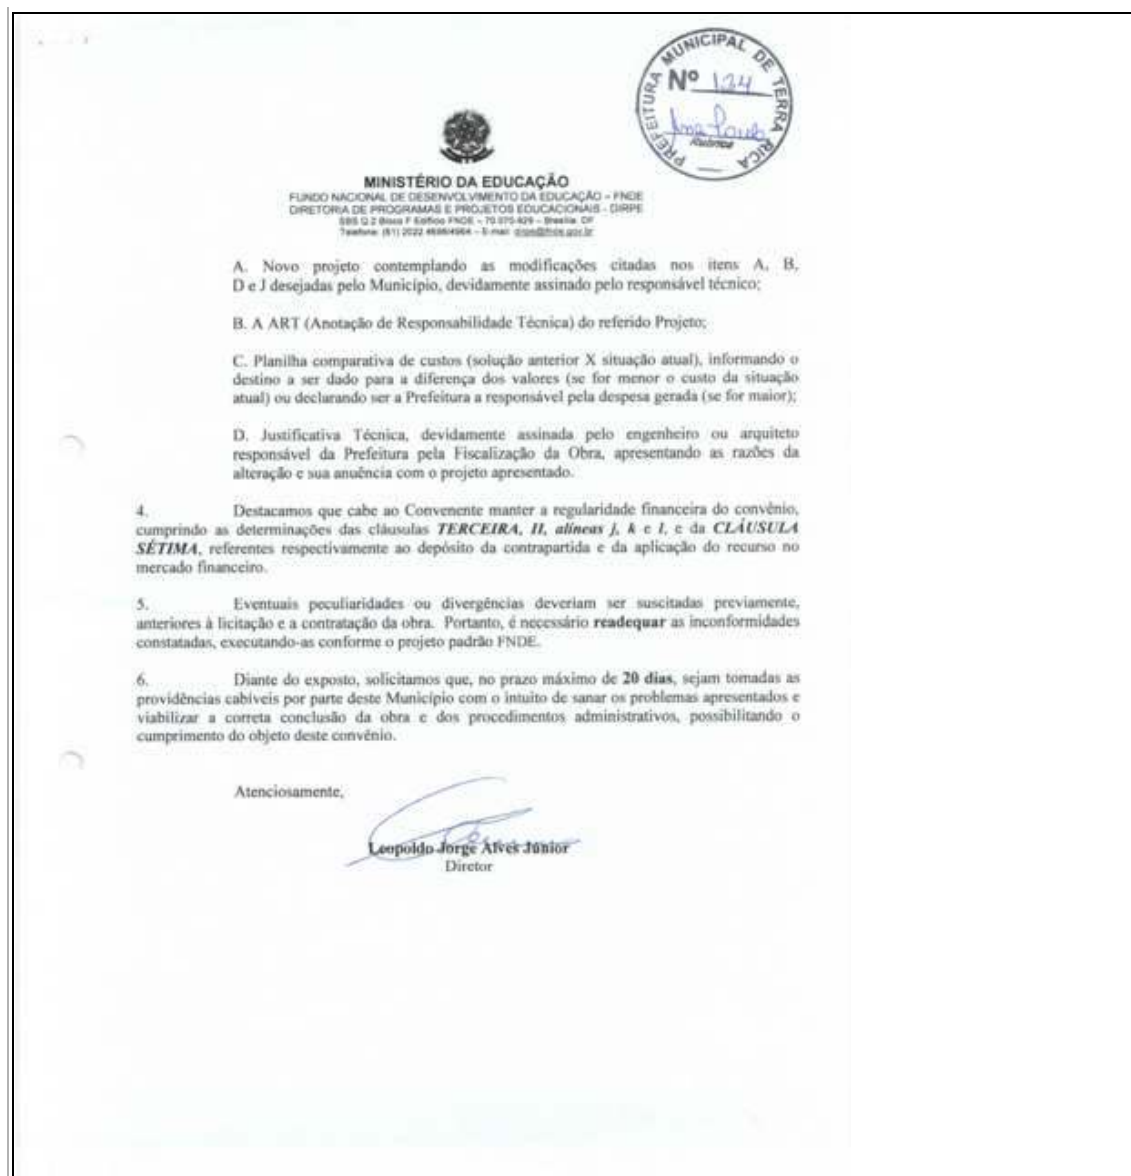 PREFEITURA MUNICIPAL DE TERRA RICA
Nº 134
Rubrica
MINISTÉRIO DA EDUCAÇÃO
FUNDO NACIONAL DE DESENVOLVIMENTO DA EDUCAÇÃO – FNDE
DIRETORIA DE PROGRAMAS E PROJETOS EDUCACIONAIS - DIRPE
SBS Q.2 Bloco F Edifício FNDE – 70.070-929 – Brasília, DF
A. Novo projeto contemplando as modificações citadas nos itens A, B,
D e J desejadas pelo Município, devidamente assinado pelo responsável técnico;
B. A ART (Anotação de Responsabilidade Técnica) do referido Projeto;
C. Planilha comparativa de custos (solução anterior X situação atual), informando o
destino a ser dado para a diferença dos valores (se for menor o custo da situação
atual) ou declarando ser a Prefeitura a responsável pela despesa gerada (se for maior);
D. Justificativa Técnica, devidamente assinada pelo engenheiro ou arquiteto
responsável da Prefeitura pela Fiscalização da Obra, apresentando as razões da
alteração e sua anuência com o projeto apresentado.
4. Destacamos que cabe ao Convenente manter a regularidade financeira do convênio,
cumprindo as determinações das cláusulas TERCEIRA, II, alíneas j, k e l, e da CLÁUSULA
SÉTIMA, referentes respectivamente ao depósito da contrapartida e da aplicação do recurso no
mercado financeiro.
5. Eventuais peculiaridades ou divergências deveriam ser suscitadas previamente,
anteriores à licitação e a contratação da obra. Portanto, é necessário readequar as inconformidades
constatadas, executando-as conforme o projeto padrão FNDE.
6. Diante do exposto, solicitamos que, no prazo máximo de 20 dias, sejam tomadas as
providências cabíveis por parte deste Município com o intuito de sanar os problemas apresentados e
viabilizar a correta conclusão da obra e dos procedimentos administrativos, possibilitando o
cumprimento do objeto deste convênio.
Atenciosamente,
Leopoldo Jorge Alves Júnior
Diretor